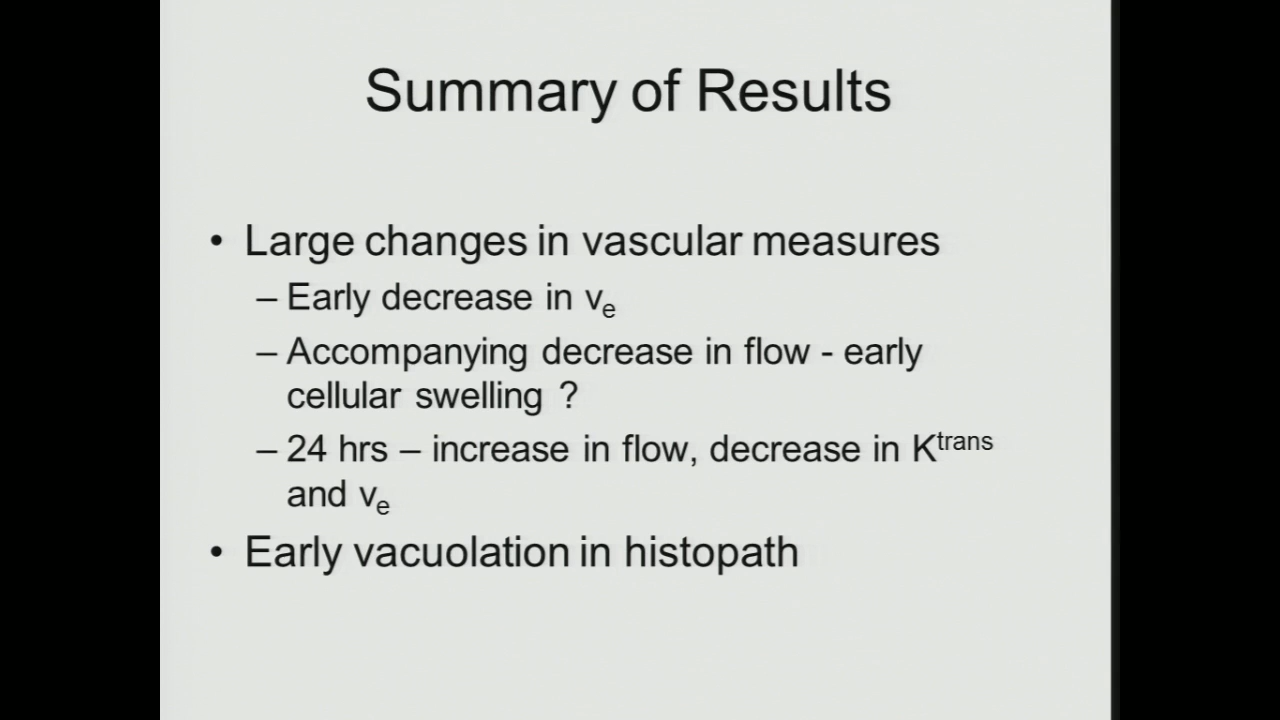 Summary of Results
• Large changes in vascular measures
– Early decrease in vₑ
– Accompanying decrease in flow - early
cellular swelling ?
– 24 hrs – increase in flow, decrease in Kᵗʳᵃⁿˢ
and vₑ
• Early vacuolation in histopath